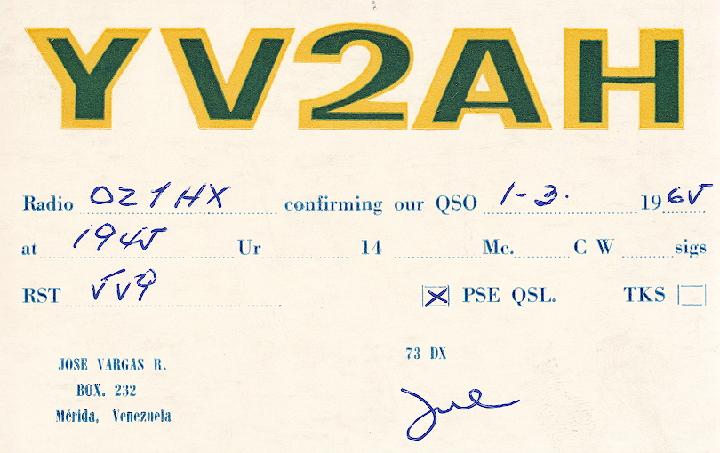 YV2AH
Radio OZ1HX confirming our QSO 1-3. 1965
at 1945 Ur 14 Mc. CW sigs
RST 559
PSE QSL. TKS
JOSE VARGAS R.
BOX. 232
Mérida, Venezuela
73 DX